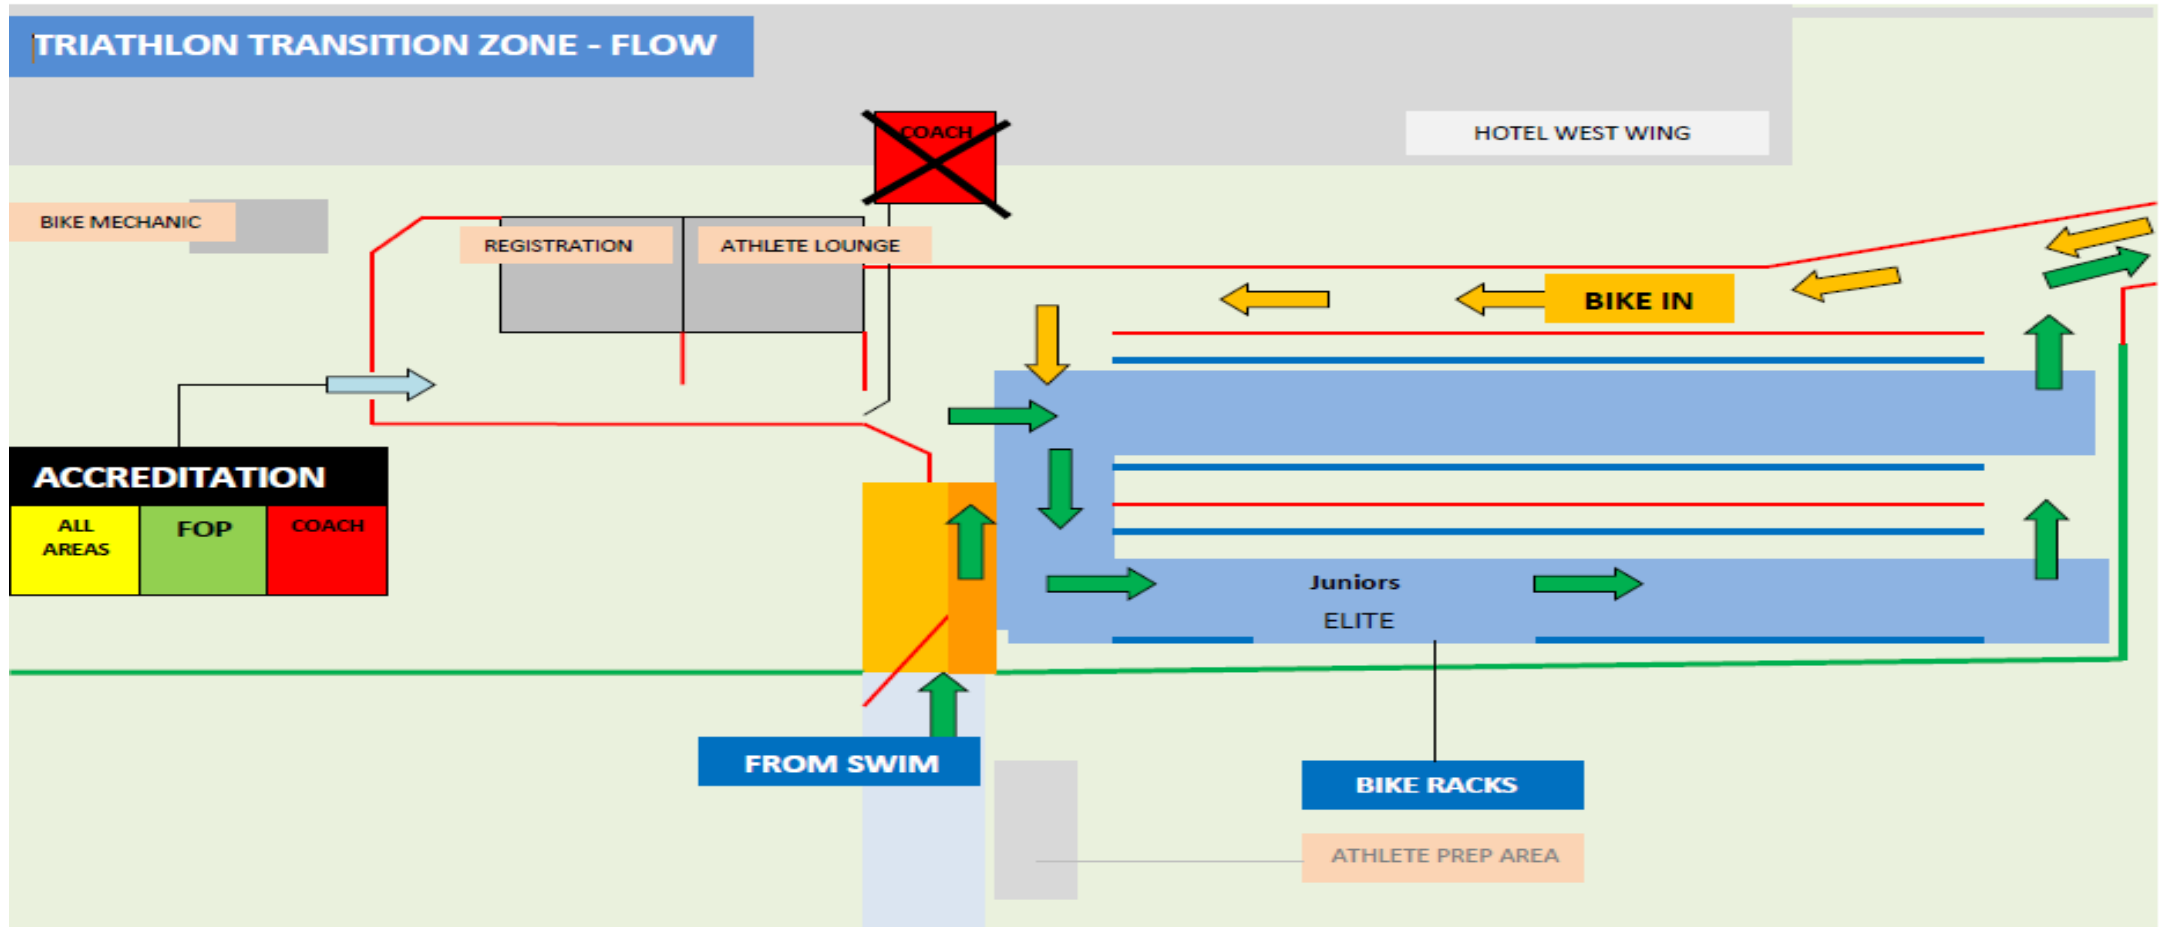 TRIATHLON TRANSITION ZONE - FLOW
COACH
HOTEL WEST WING
BIKE MECHANIC
REGISTRATION
ATHLETE LOUNGE
BIKE IN
ACCREDITATION
ALL
AREAS
FOP
COACH
Juniors
ELITE
FROM SWIM
BIKE RACKS
ATHLETE PREP AREA